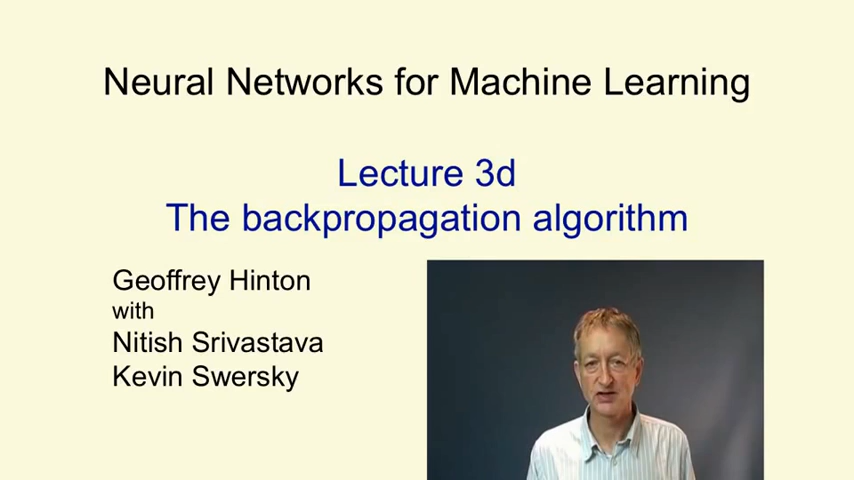 Neural Networks for Machine Learning
Lecture 3d
The backpropagation algorithm
Geoffrey Hinton
with
Nitish Srivastava
Kevin Swersky